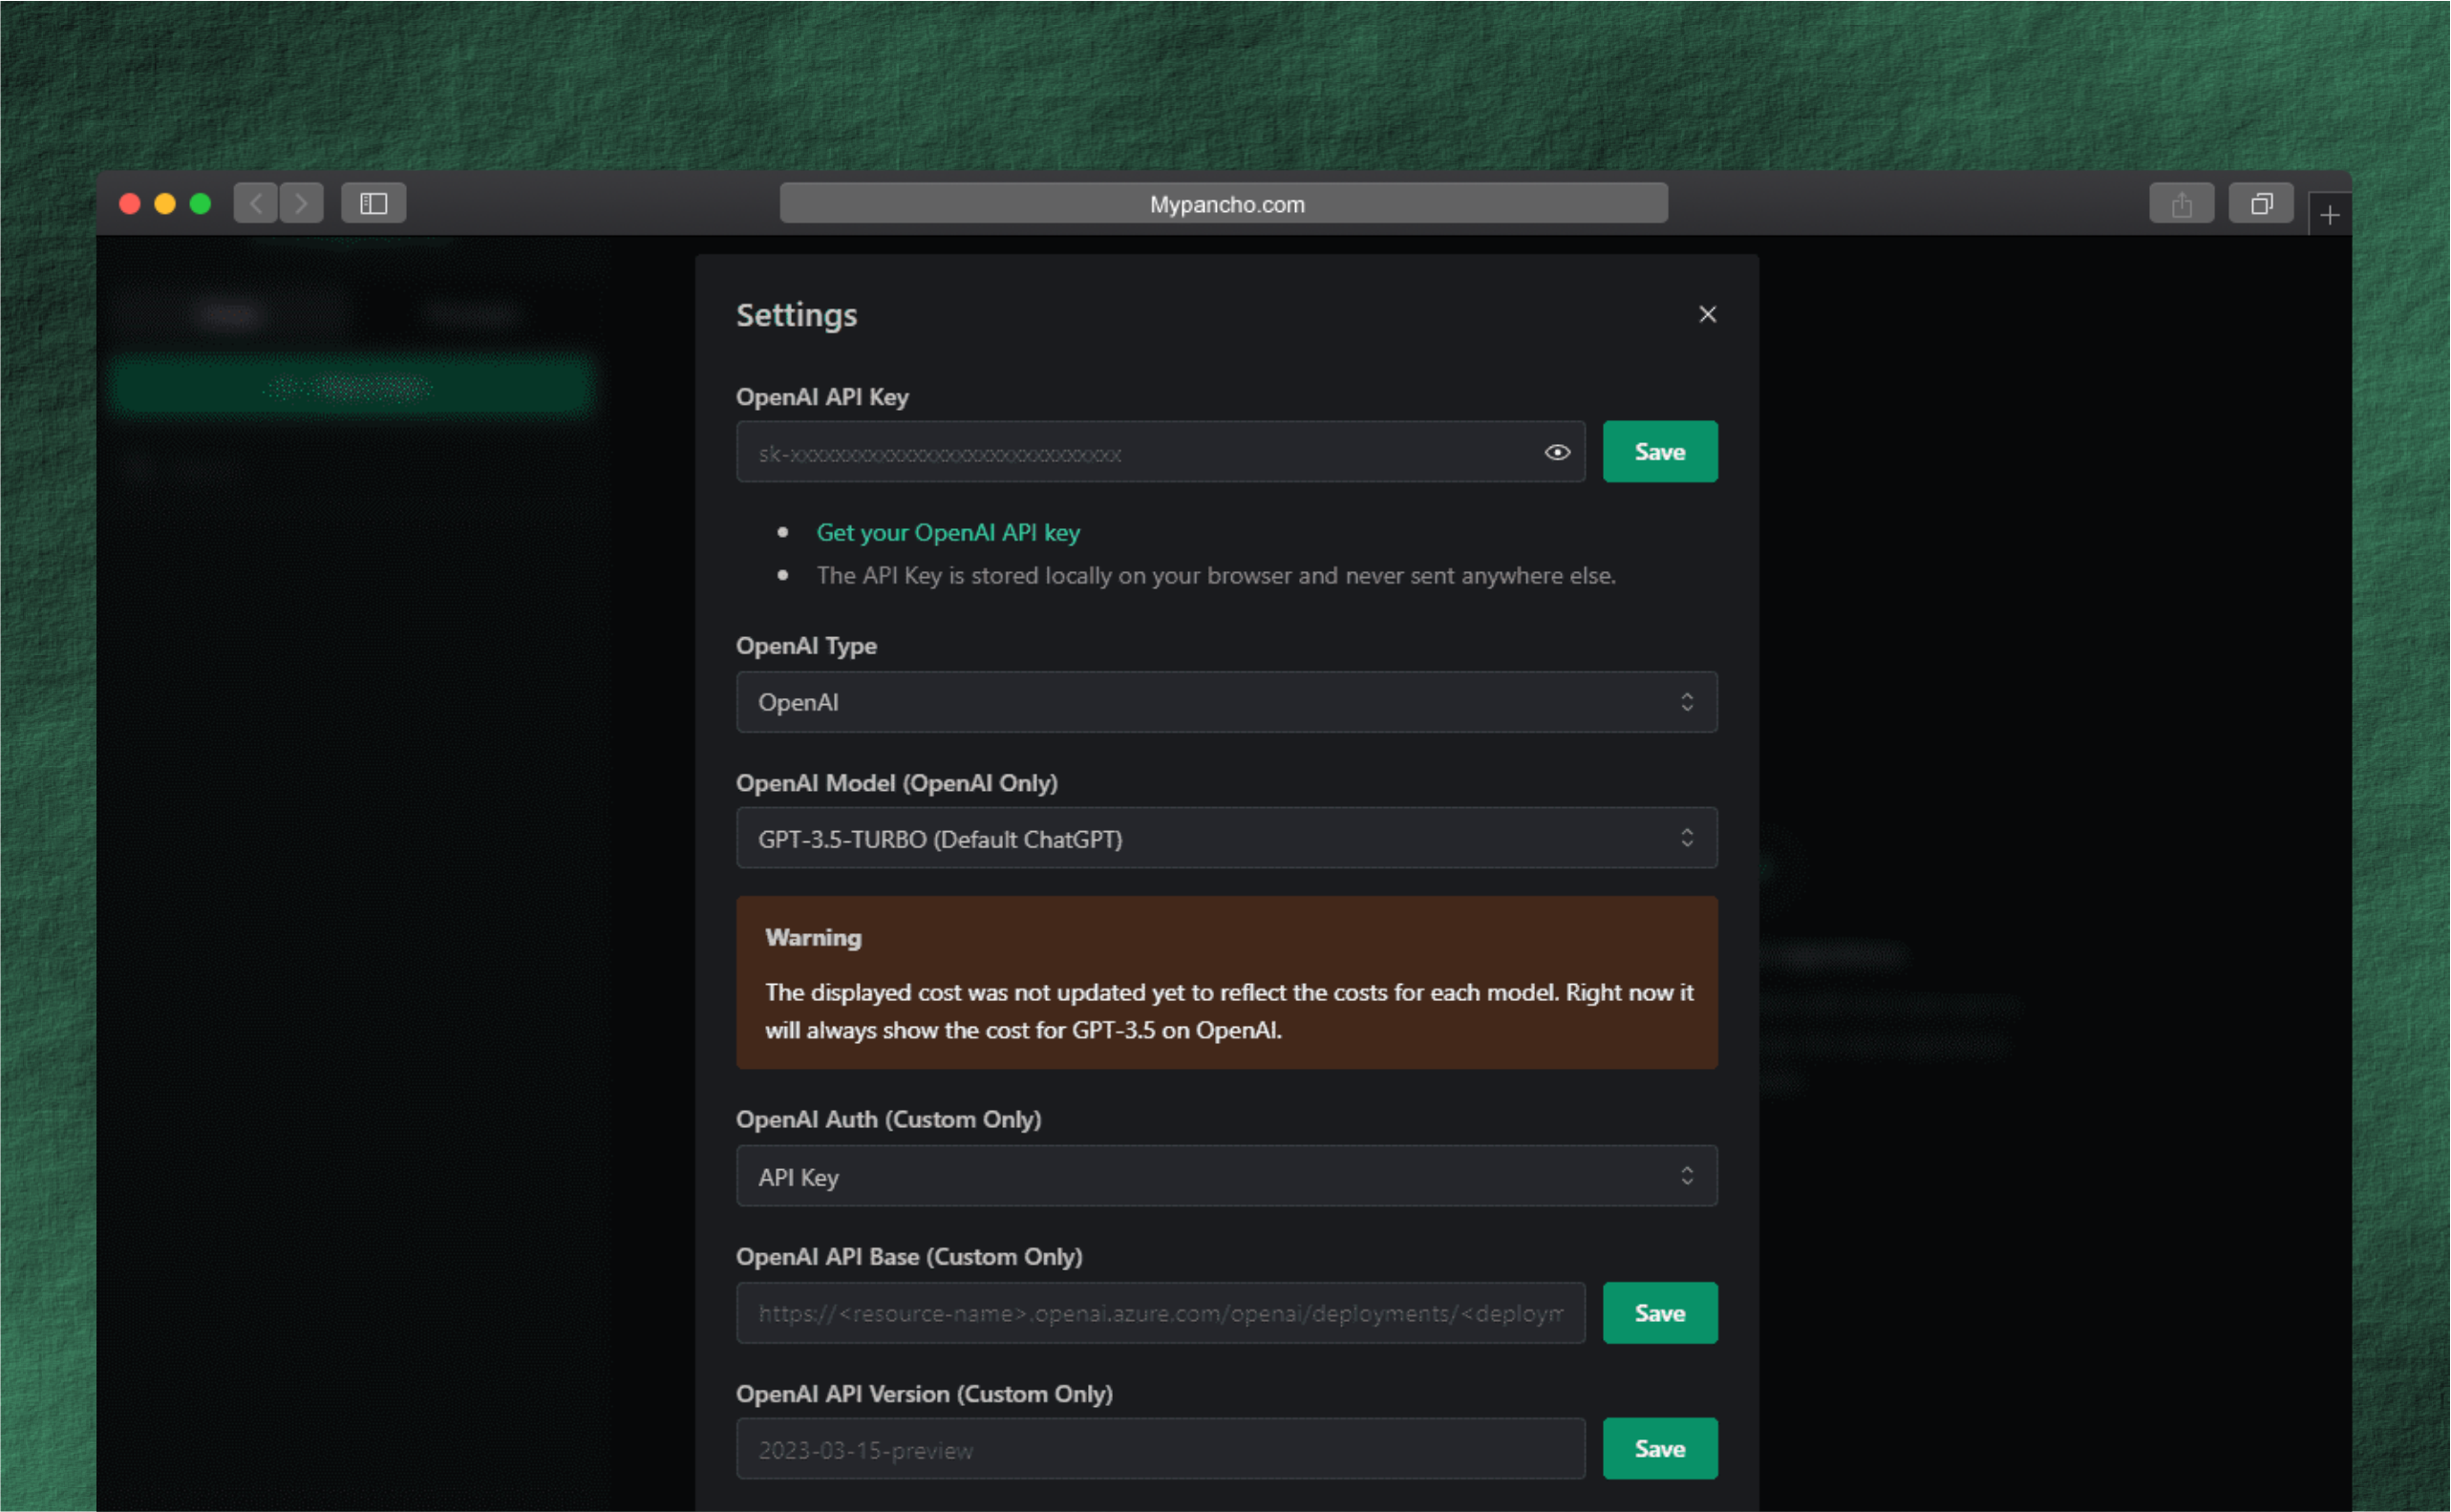 Mypancho.com
Settings
OpenAI API Key
sk-xxxxxxxxxxxxxxxxxxxxxxxxxxxxxx
Save
Get your OpenAI API key
The API Key is stored locally on your browser and never sent anywhere else.
OpenAI Type
OpenAI
OpenAI Model (OpenAI Only)
GPT-3.5-TURBO (Default ChatGPT)
Warning
The displayed cost was not updated yet to reflect the costs for each model. Right now it
will always show the cost for GPT-3.5 on OpenAI.
OpenAI Auth (Custom Only)
API Key
OpenAI API Base (Custom Only)
https://<resource-name>.openai.azure.com/openai/deployments/<deploym
Save
OpenAI API Version (Custom Only)
2023-03-15-preview
Save